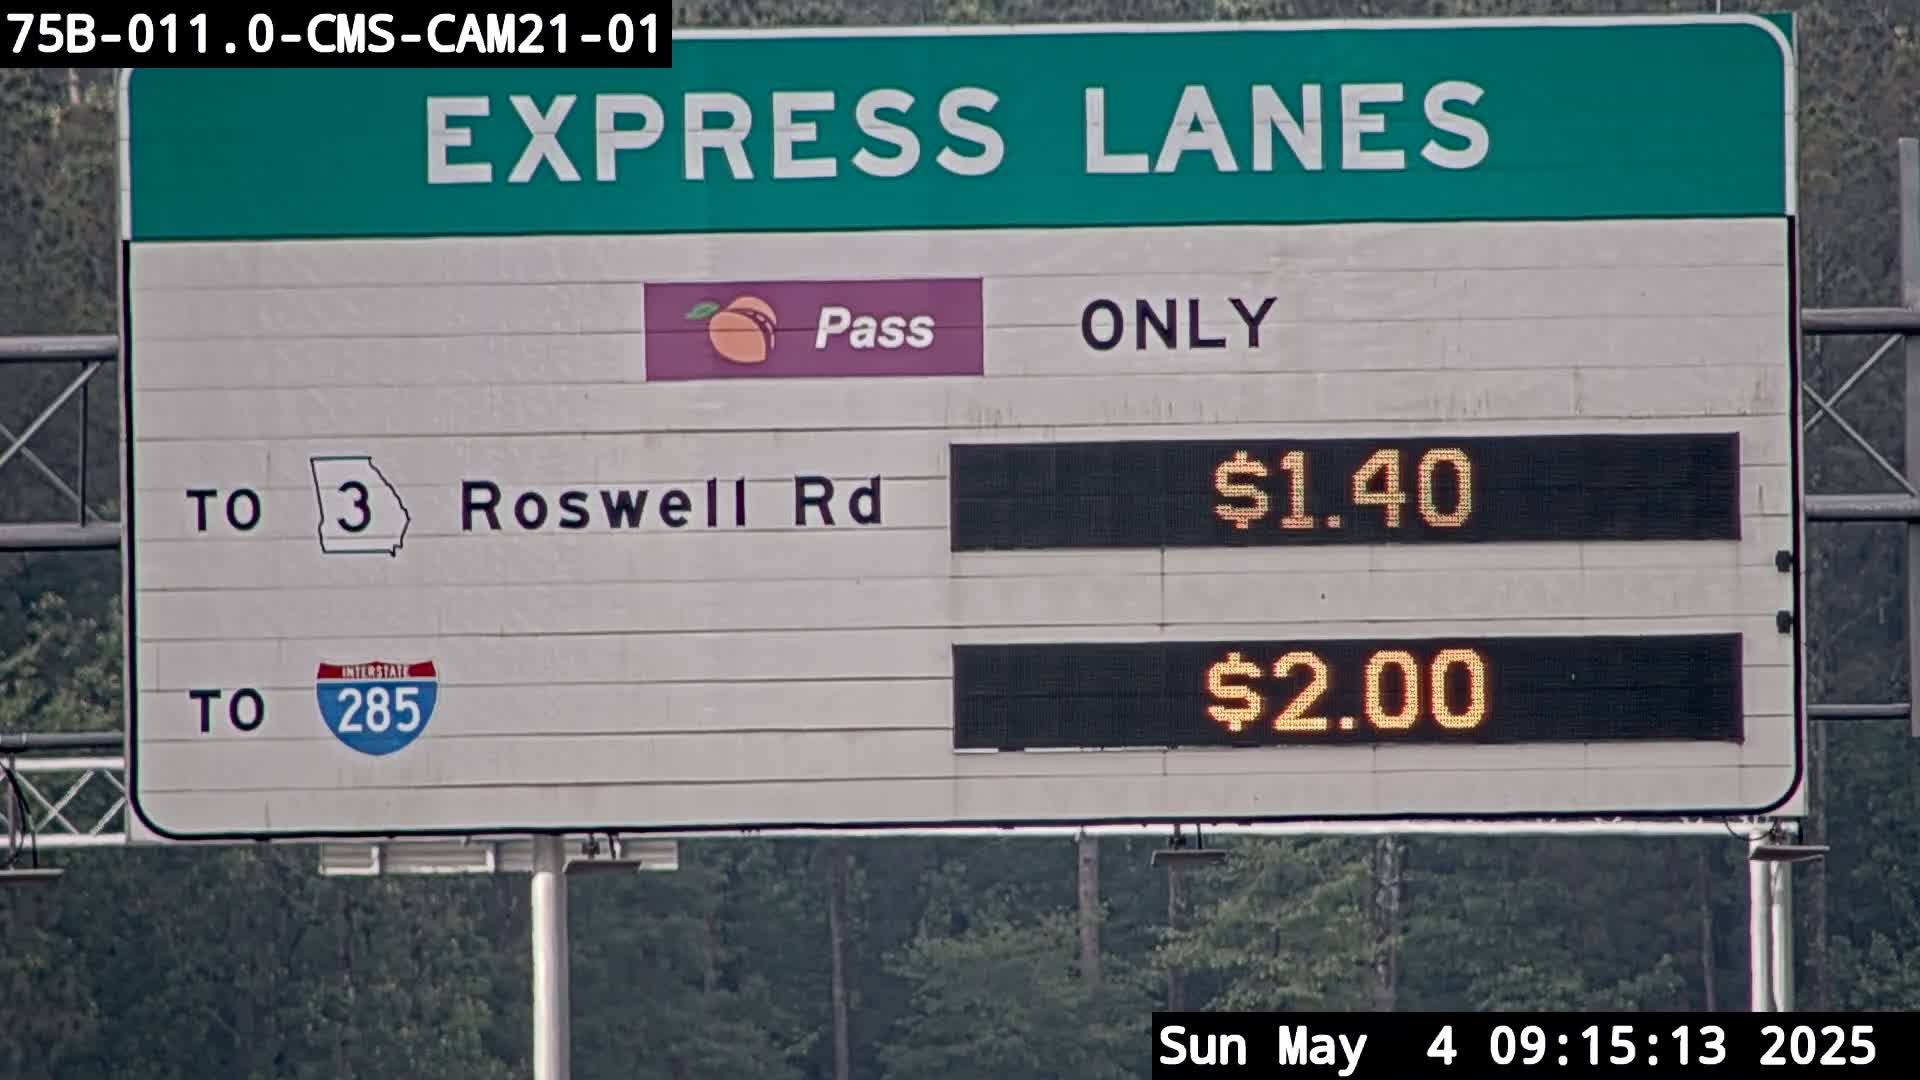 75B-011.0-CMS-CAM21-01
EXPRESS LANES
Pass ONLY
TO 3 Roswell Rd $1.40
INTERSTATE
TO 285 $2.00
Sun May 4 09:15:13 2025